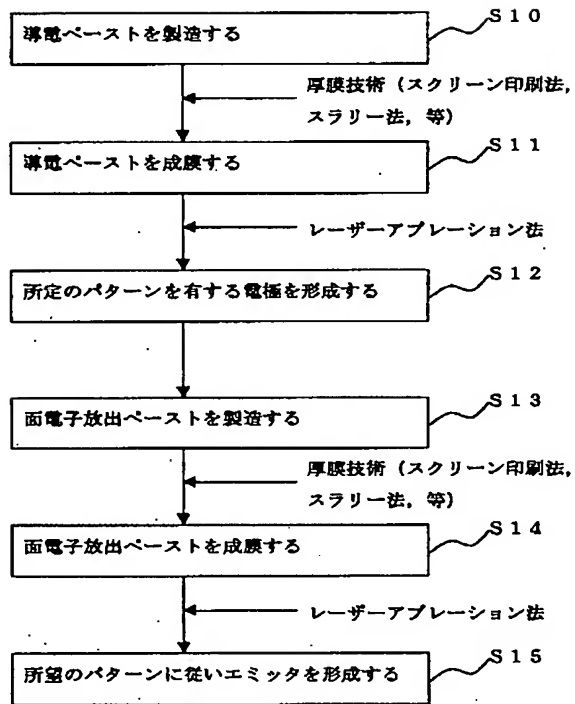 導電ペーストを製造する
S10
厚膜技術（スクリーン印刷法,
スラリー法, 等）
導電ペーストを成膜する
S11
レーザーアブレーション法
所定のパターンを有する電極を形成する
S12
面電子放出ペーストを製造する
S13
厚膜技術（スクリーン印刷法,
スラリー法, 等）
面電子放出ペーストを成膜する
S14
レーザーアブレーション法
所望のパターンに従いエミッタを形成する
S15